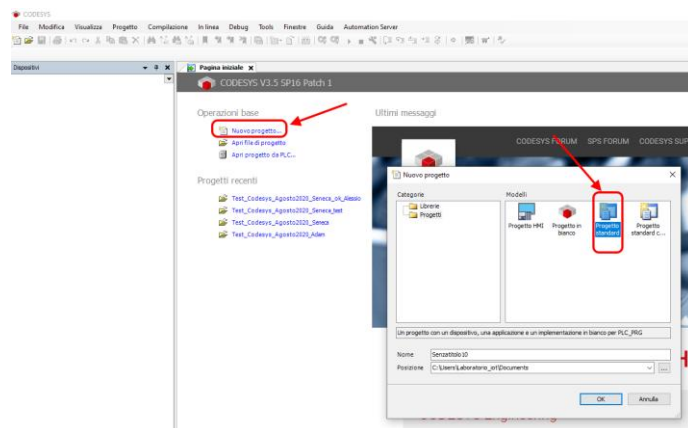 CODESYS
File Modifica Visualizza Progetto Compilazione In linea Debug Tools Finestre Guida Automation Server
Dispositivi
Pagina iniziale
CODESYS V3.5 SP16 Patch 1
Operazioni base
Nuovo progetto...
Apri file di progetto
Apri progetto da PLC...
Progetti recenti
Test_Codesys_Agosto2020_Seneca_ok_Alessio
Test_Codesys_Agosto2020_Seneca_test
Test_Codesys_Agosto2020_Seneca
Test_Codesys_Agosto2020_Adam
Ultimi messaggi
CODESYS FORUM SPS FORUM CODESYS SUP
Nuovo progetto
Categorie
Librerie
Progetti
Modelli
Progetto HMI
Progetto in bianco
Progetto standard
Progetto standard c...
Un progetto con un dispositivo, una applicazione e un implementazione in bianco per PLC_PRG
Nome Senzatitolo10
Posizione C:\Users\Laboratorio_iot\Documents
OK Annulla